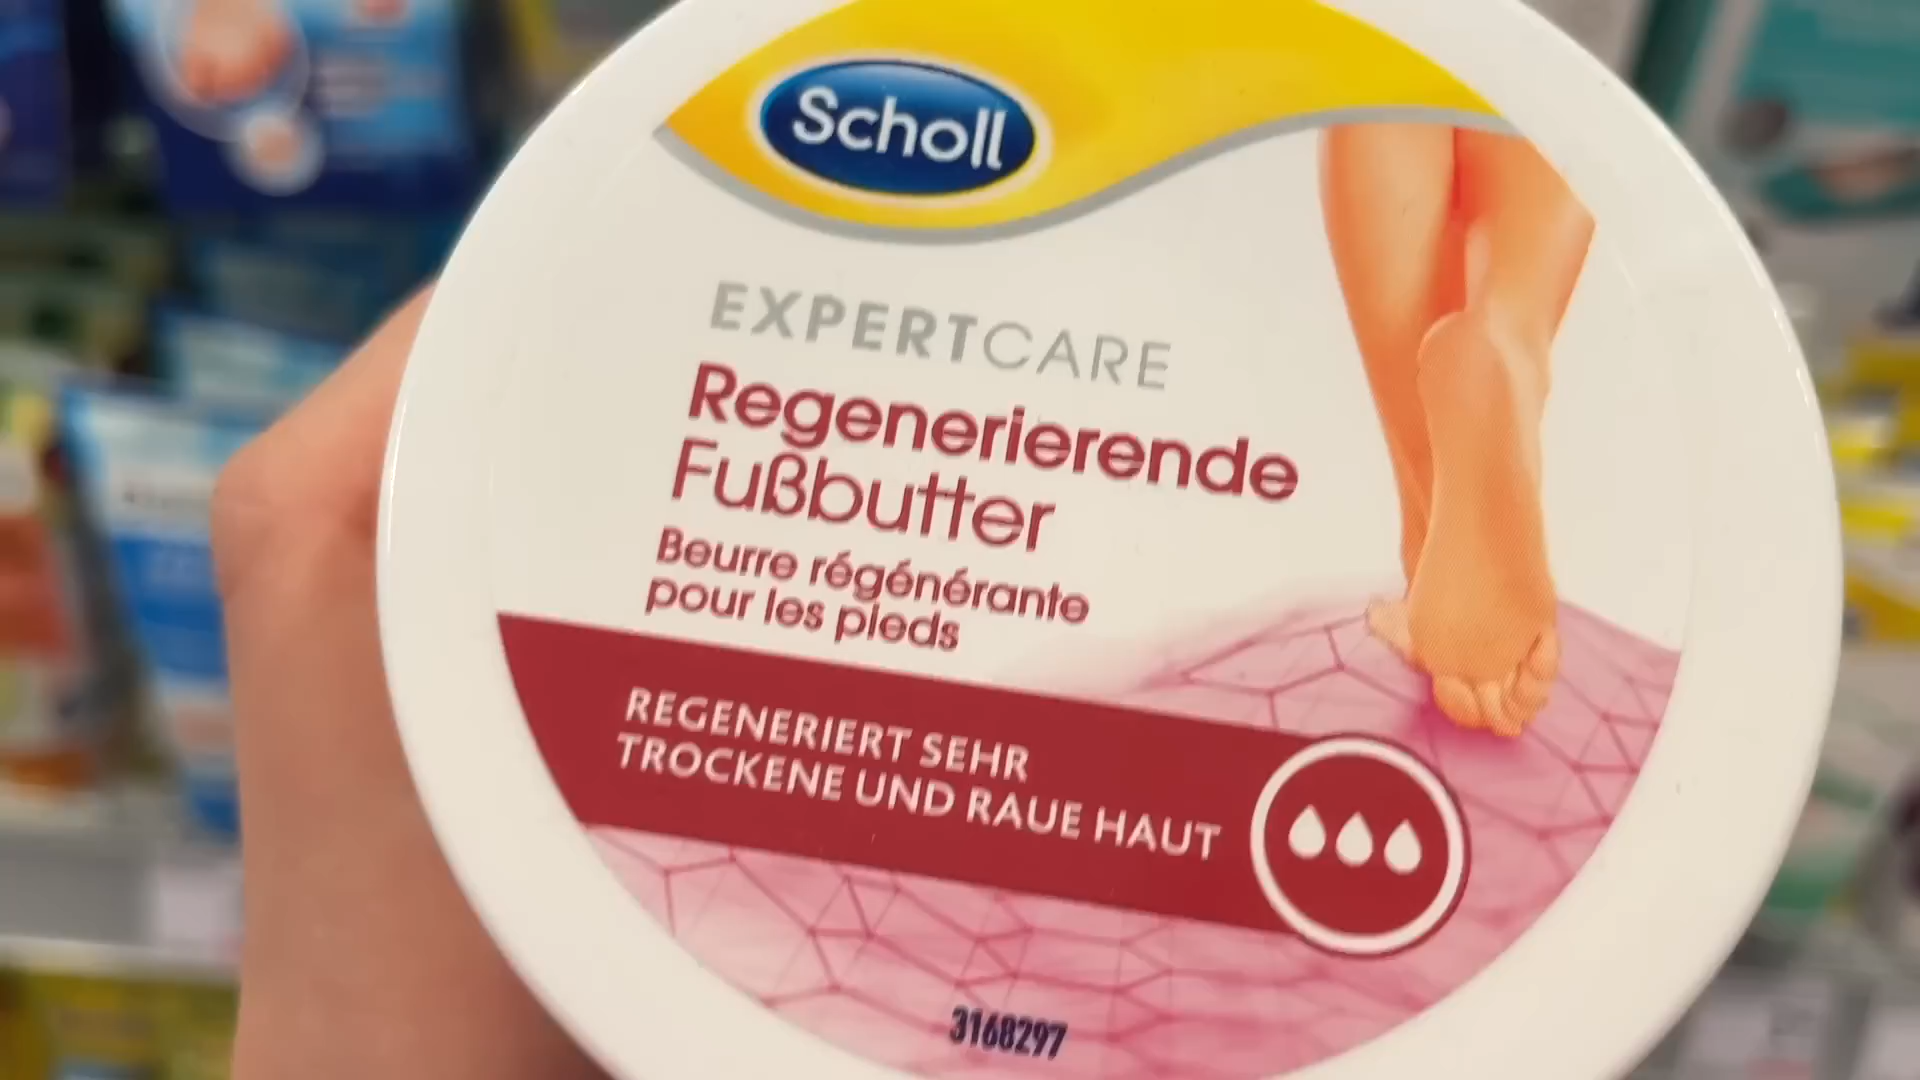 Scholl
EXPERTCARE
Regenerierende
Fußbutter
Beurre régénérante
pour les pieds
REGENERIERT SEHR
TROCKENE UND RAUE HAUT
3168297